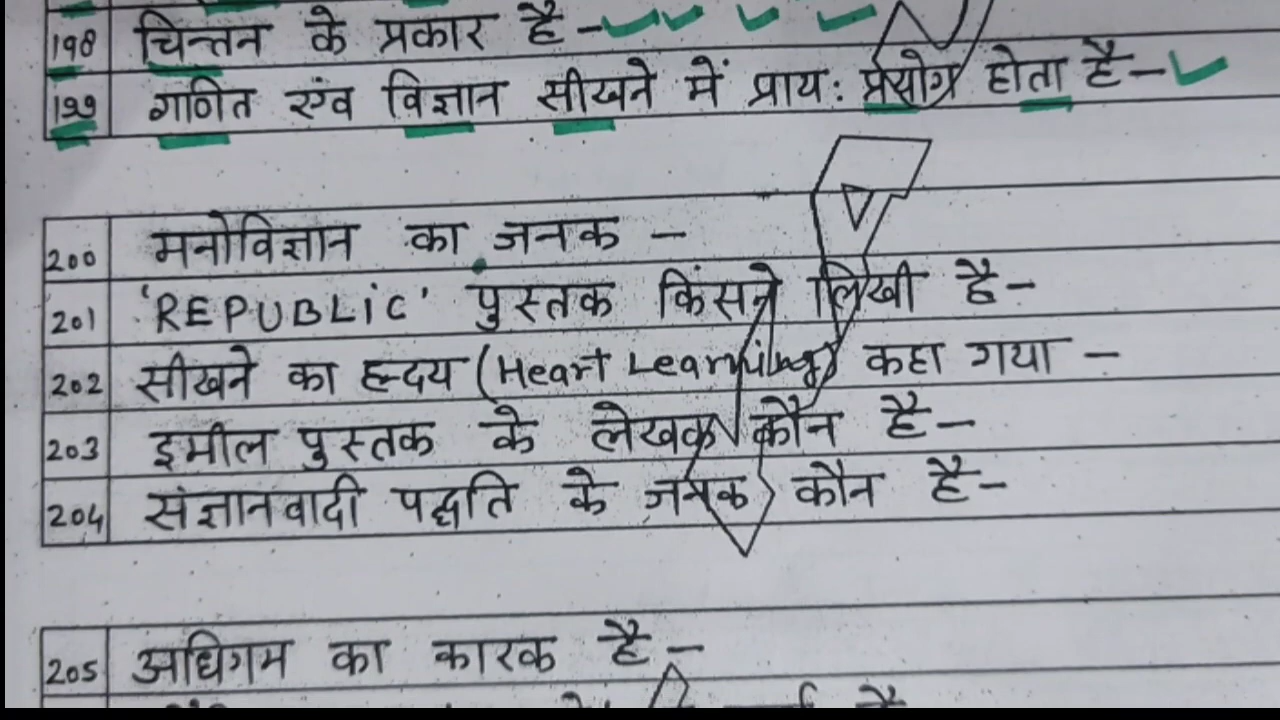 198 चिन्तन के प्रकार है -
199 गणित एंव विज्ञान सीखने में प्राय: प्रयोग होता है -
200 मनोविज्ञान का जनक -
201 'REPUBLIC' पुस्तक किसने लिखी है -
202 सीखने का ह्रदय (Heart Learning) कहा गया -
203 इमील पुस्तक के लेखक कौन है -
204 संज्ञानवादी पद्धति के जनक कौन है -
205 अधिगम का कारक है -